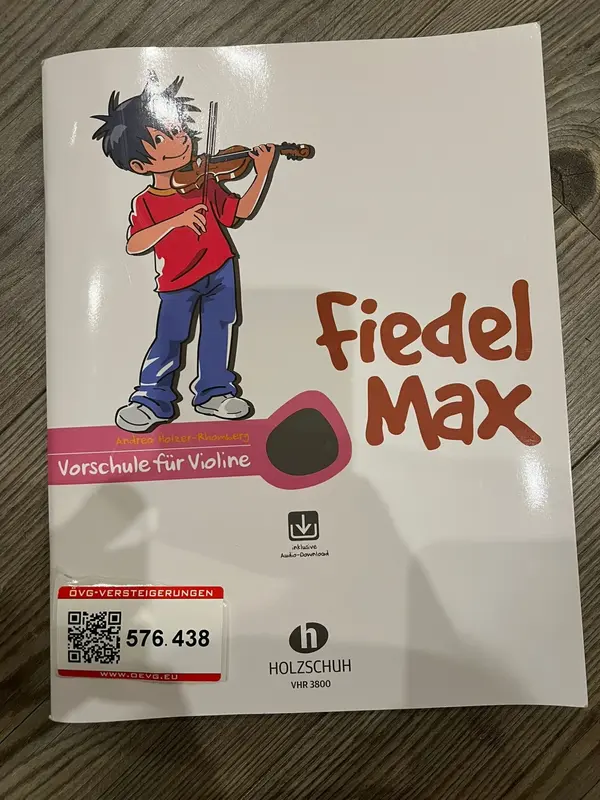 Fiedel
Max
Andrea Holzer-Rhomberg
Vorschule für Violine
inklusive
Audio-Download
ÖVG-VERSTEIGERUNGEN
576.438
WWW.OEVG.EU
h
HOLZSCHUH
VHR 3800